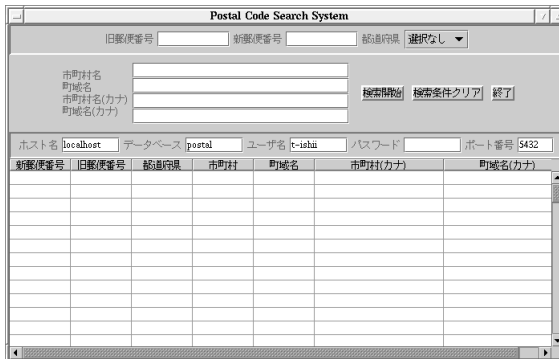 Postal Code Search System
旧郵便番号 新郵便番号 都道府県 選択なし
市町村名
町域名
市町村名(カナ)
町域名(カナ)
検索開始 検索条件クリア 終了
ホスト名 localhost データベース postal ユーザ名 t-ishii パスワード ポート番号 5432
新郵便番号 旧郵便番号 都道府県 市町村 町域名 市町村(カナ) 町域名(カナ)